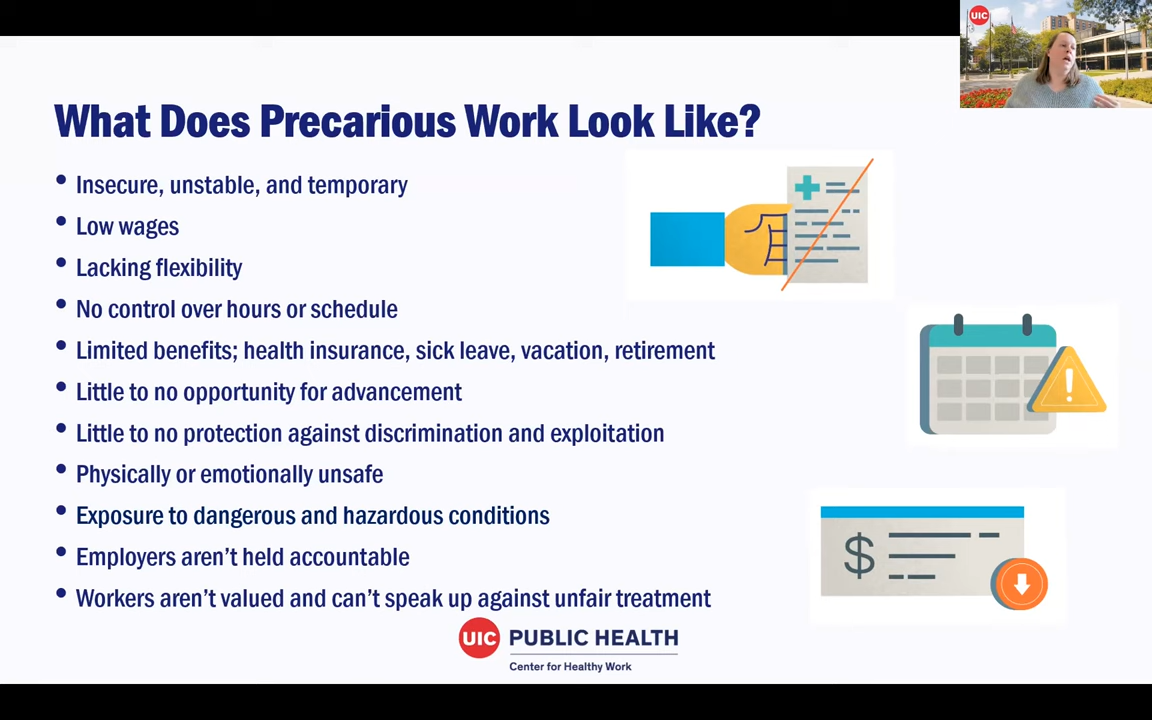 UIC
What Does Precarious Work Look Like?
• Insecure, unstable, and temporary
• Low wages
• Lacking flexibility
• No control over hours or schedule
• Limited benefits; health insurance, sick leave, vacation, retirement
• Little to no opportunity for advancement
• Little to no protection against discrimination and exploitation
• Physically or emotionally unsafe
• Exposure to dangerous and hazardous conditions
• Employers aren’t held accountable
• Workers aren’t valued and can’t speak up against unfair treatment
$
UIC PUBLIC HEALTH
Center for Healthy Work